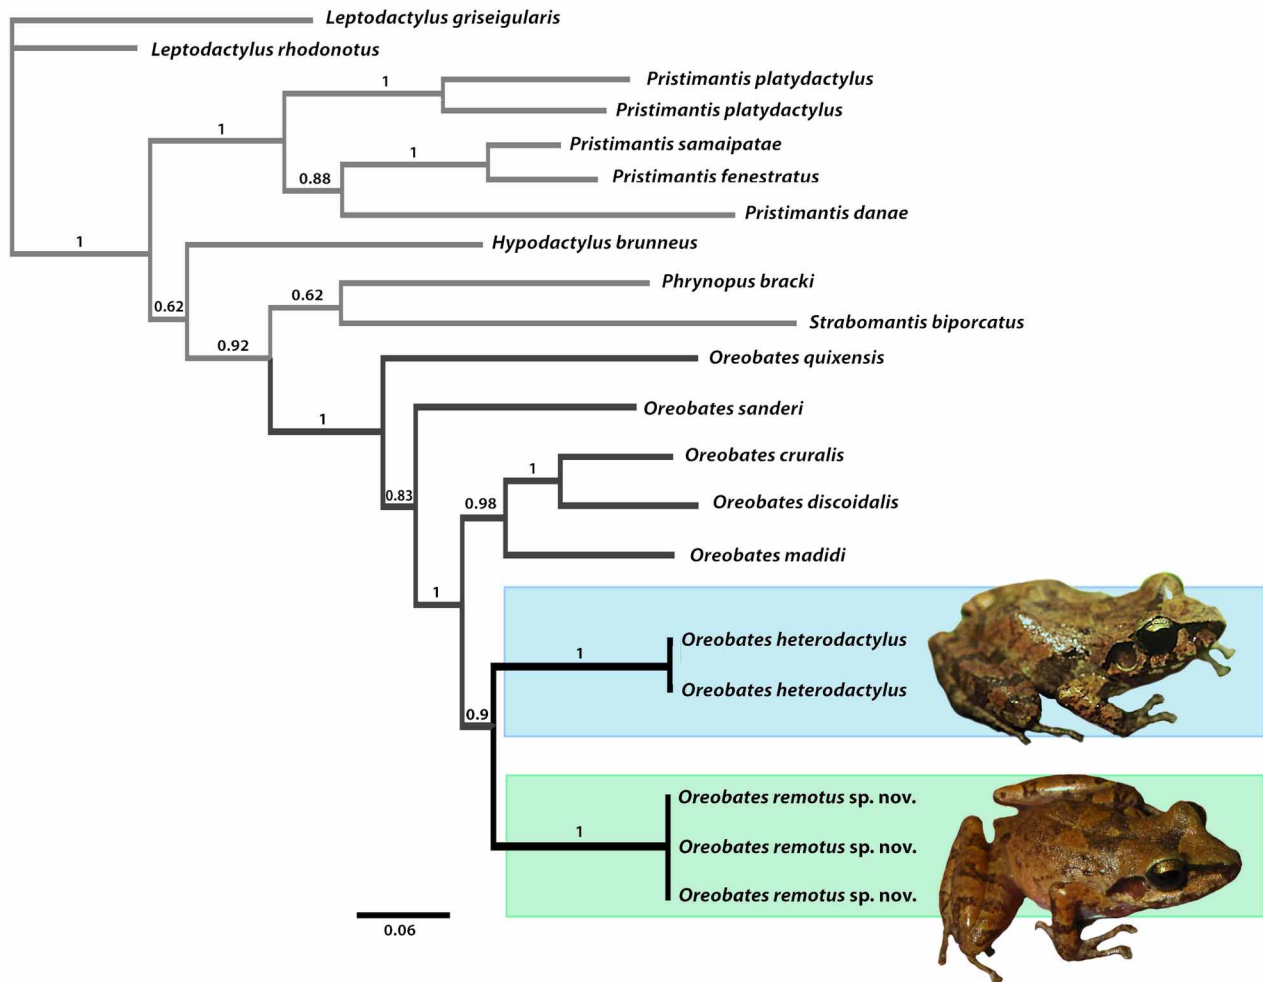 Leptodactylus griseigularis
Leptodactylus rhodonotus
1
Pristimantis platydactylus
Pristimantis platydactylus
1
1
Pristimantis samaipatae
0.88
Pristimantis fenestratus
Pristimantis danae
1
Hypodactylus brunneus
0.62
0.62
Phrynopus bracki
Strabomantis biporcatus
0.92
Oreobates quixensis
1
Oreobates sanderi
0.83
Oreobates cruralis
1
0.98
Oreobates discoidalis
Oreobates madidi
1
Oreobates heterodactylus
1
Oreobates heterodactylus
0.9
Oreobates remotus sp. nov.
1
Oreobates remotus sp. nov.
Oreobates remotus sp. nov.
0.06